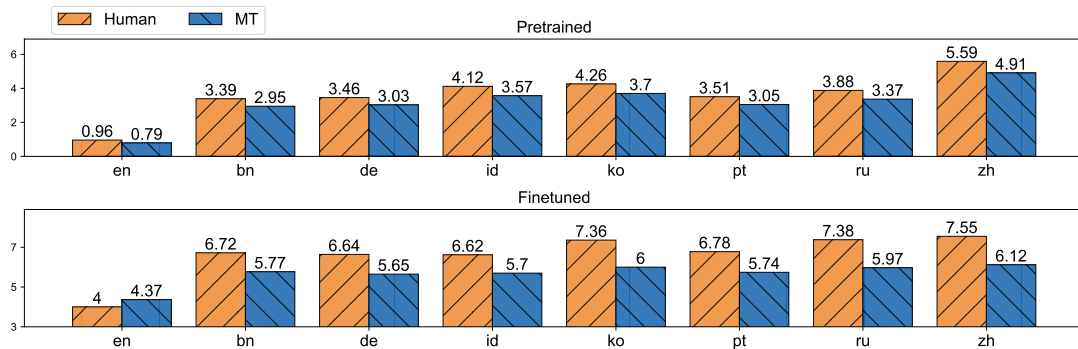 Human MT
Pretrained
6
4
2
0
0.96 0.79 3.39 2.95 3.46 3.03 4.12 3.57 4.26 3.7 3.51 3.05 3.88 3.37 5.59 4.91
en bn de id ko pt ru zh
Finetuned
7
5
3
4 4.37 6.72 5.77 6.64 5.65 6.62 5.7 7.36 6 6.78 5.74 7.38 5.97 7.55 6.12
en bn de id ko pt ru zh